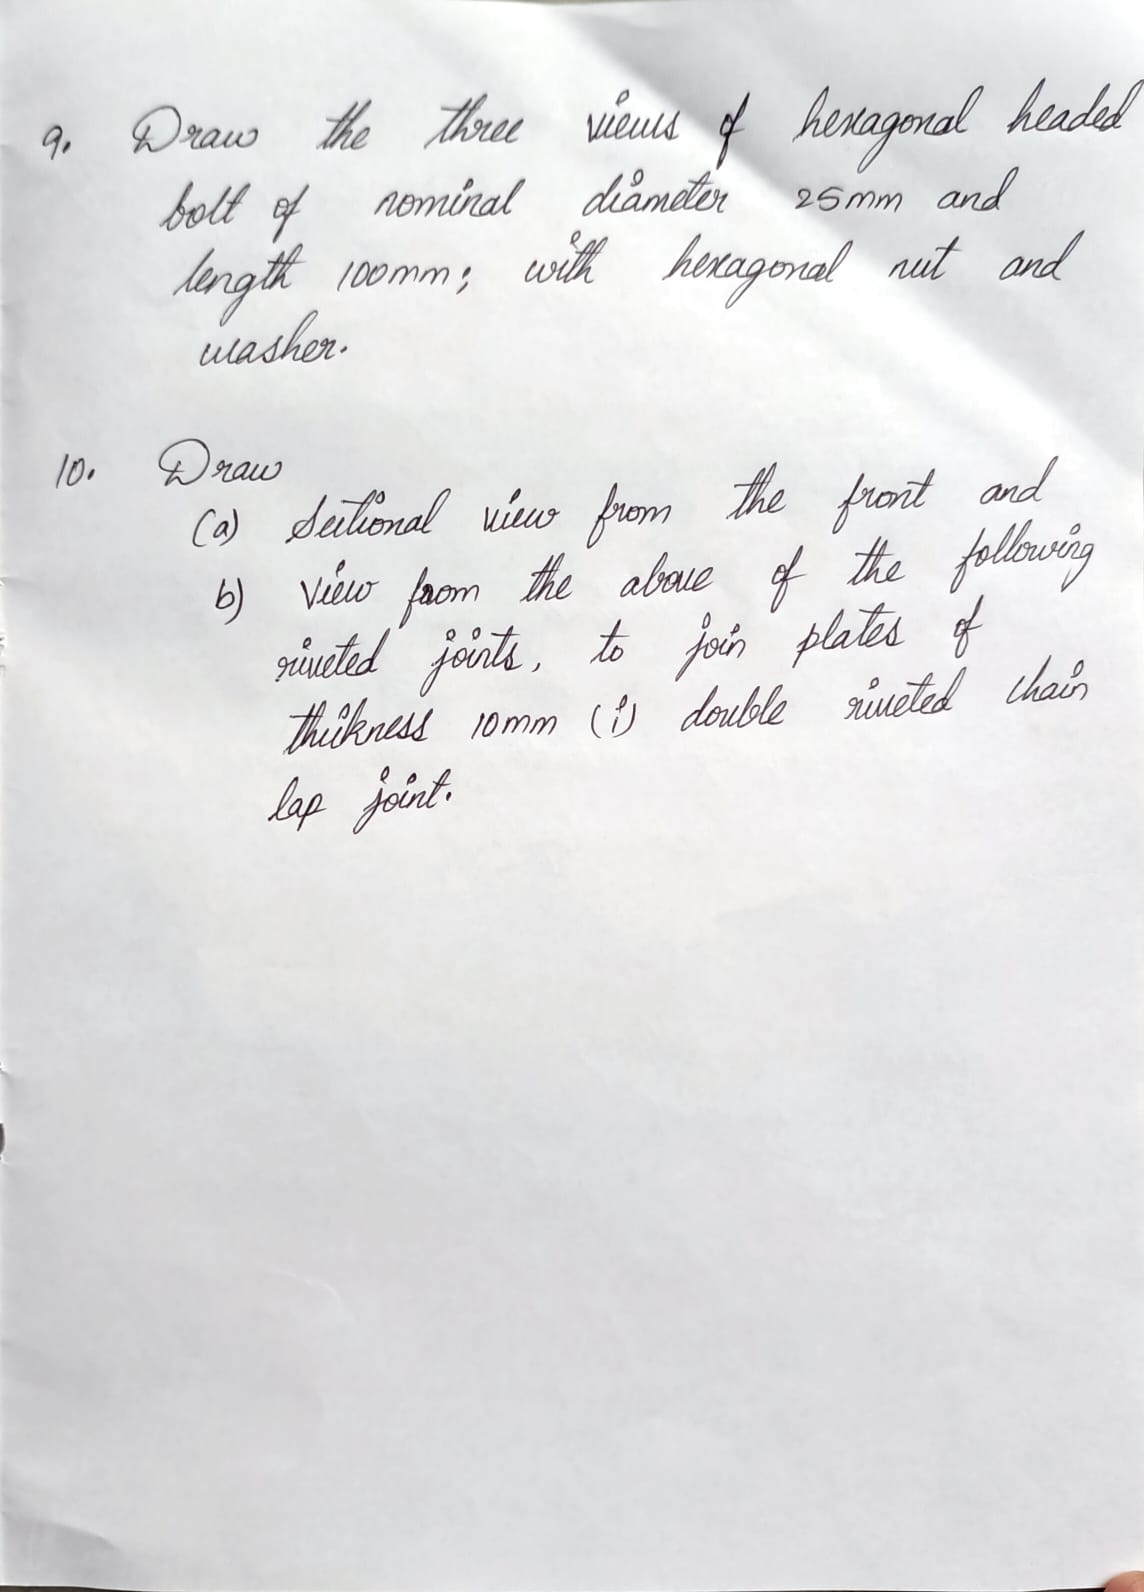 9. Draw the three views of hexagonal headed
bolt of nominal diameter 25mm and
length 100mm; with hexagonal nut and
washer.
10. Draw
(a) Sectional view from the front and
b) View from the above of the following
riveted joints, to join plates of
thickness 10mm (i) double riveted chain
lap joint.